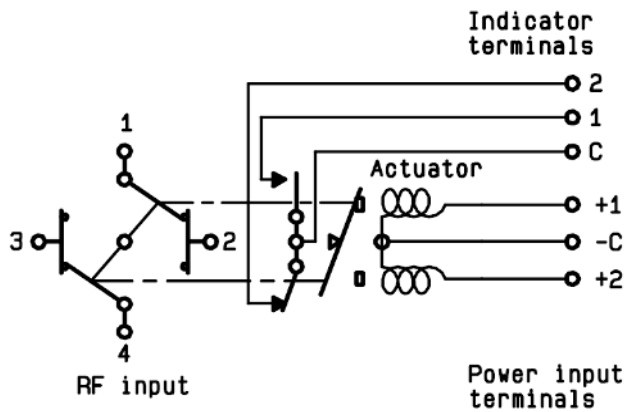 Indicator
terminals
2
1
C
1
Actuator
+1
3
2
-C
+2
4
RF input
Power input
terminals